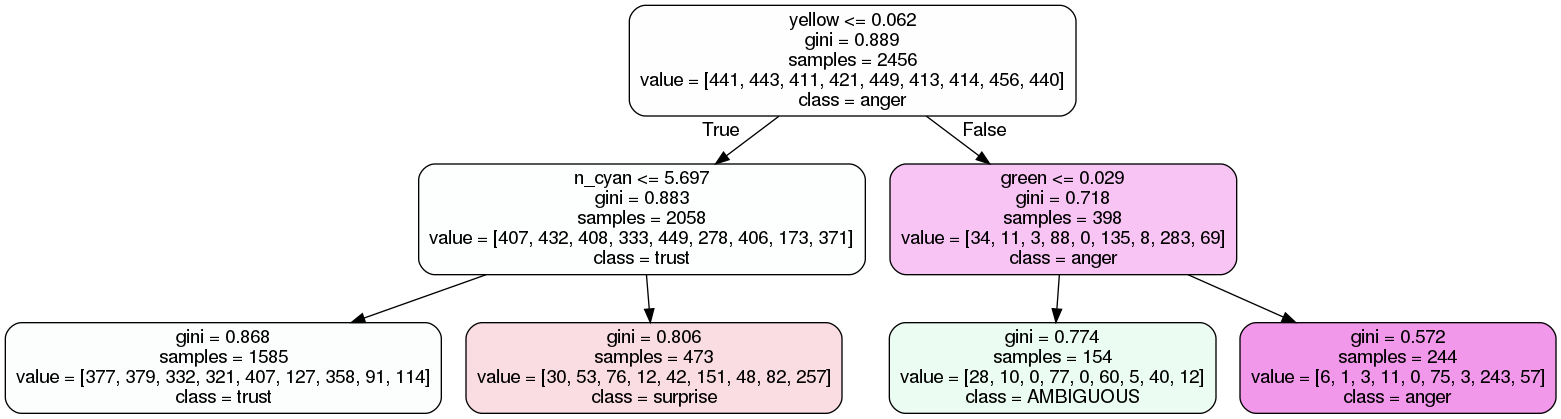 yellow <= 0.062
gini = 0.889
samples = 2456
value = [441, 443, 411, 421, 449, 413, 414, 456, 440]
class = anger
True
False
n_cyan <= 5.697
gini = 0.883
samples = 2058
value = [407, 432, 408, 333, 449, 278, 406, 173, 371]
class = trust
green <= 0.029
gini = 0.718
samples = 398
value = [34, 11, 3, 88, 0, 135, 8, 283, 69]
class = anger
gini = 0.868
samples = 1585
value = [377, 379, 332, 321, 407, 127, 358, 91, 114]
class = trust
gini = 0.806
samples = 473
value = [30, 53, 76, 12, 42, 151, 48, 82, 257]
class = surprise
gini = 0.774
samples = 154
value = [28, 10, 0, 77, 0, 60, 5, 40, 12]
class = AMBIGUOUS
gini = 0.572
samples = 244
value = [6, 1, 3, 11, 0, 75, 3, 243, 57]
class = anger